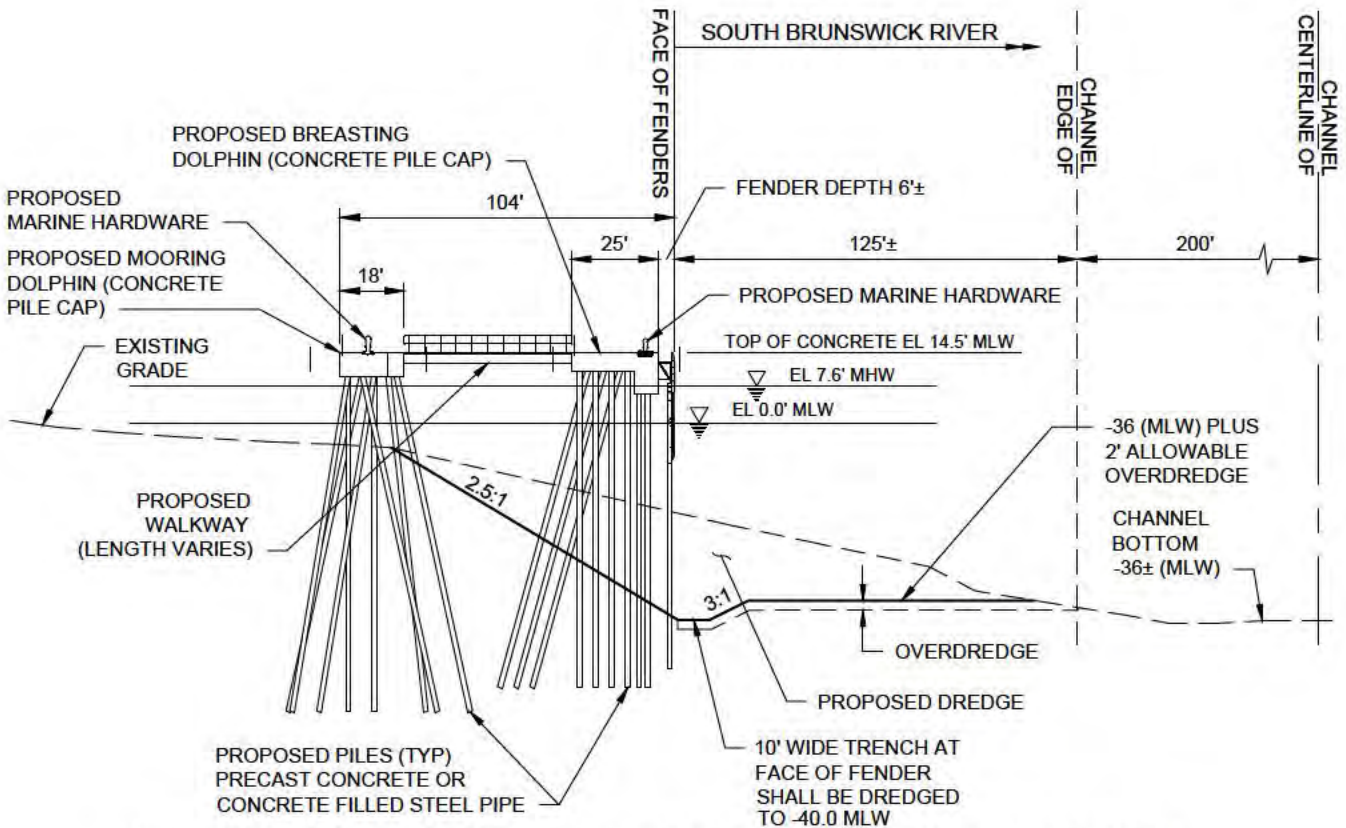 FACE OF FENDERS
SOUTH BRUNSWICK RIVER
EDGE OF
CHANNEL
CENTERLINE OF
CHANNEL
PROPOSED BREASTING
DOLPHIN (CONCRETE PILE CAP)
FENDER DEPTH 6'±
PROPOSED
MARINE HARDWARE
104'
25'
125'±
200'
PROPOSED MOORING
DOLPHIN (CONCRETE
PILE CAP)
18'
PROPOSED MARINE HARDWARE
EXISTING
GRADE
TOP OF CONCRETE EL 14.5' MLW
EL 7.6' MHW
EL 0.0' MLW
-36 (MLW) PLUS
2' ALLOWABLE
OVERDREDGE
2.5:1
PROPOSED
WALKWAY
(LENGTH VARIES)
CHANNEL
BOTTOM
-36± (MLW)
3:1
OVERDREDGE
PROPOSED DREDGE
PROPOSED PILES (TYP)
PRECAST CONCRETE OR
CONCRETE FILLED STEEL PIPE
10' WIDE TRENCH AT
FACE OF FENDER
SHALL BE DREDGED
TO -40.0 MLW